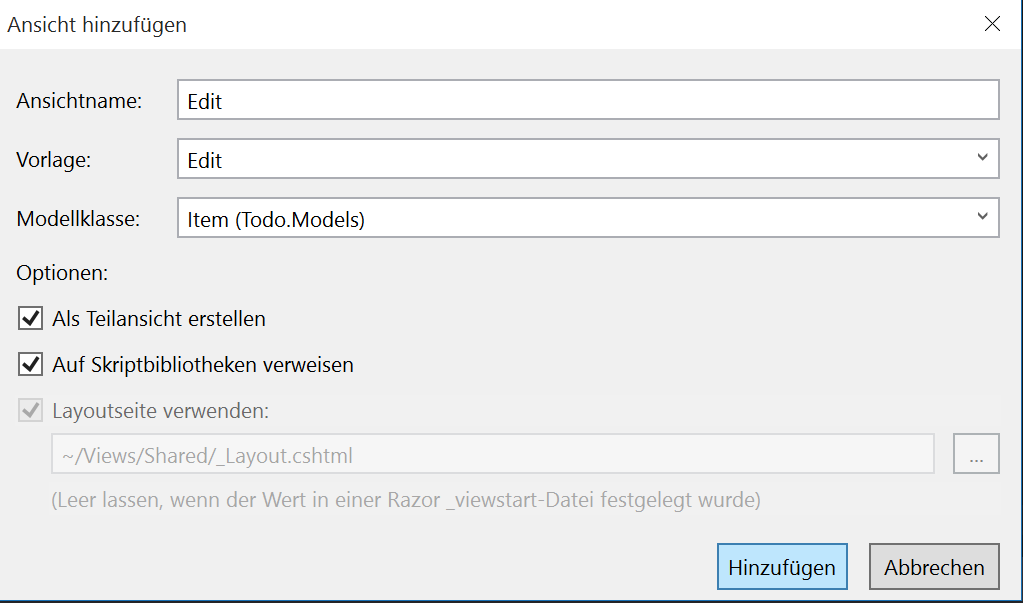 Ansicht hinzufügen
Ansichtname: Edit
Vorlage: Edit
Modellklasse: Item (Todo.Models)
Optionen:
Als Teilansicht erstellen
Auf Skriptbibliotheken verweisen
Layoutseite verwenden:
~/Views/Shared/_Layout.cshtml ...
(Leer lassen, wenn der Wert in einer Razor _viewstart-Datei festgelegt wurde)
Hinzufügen Abbrechen